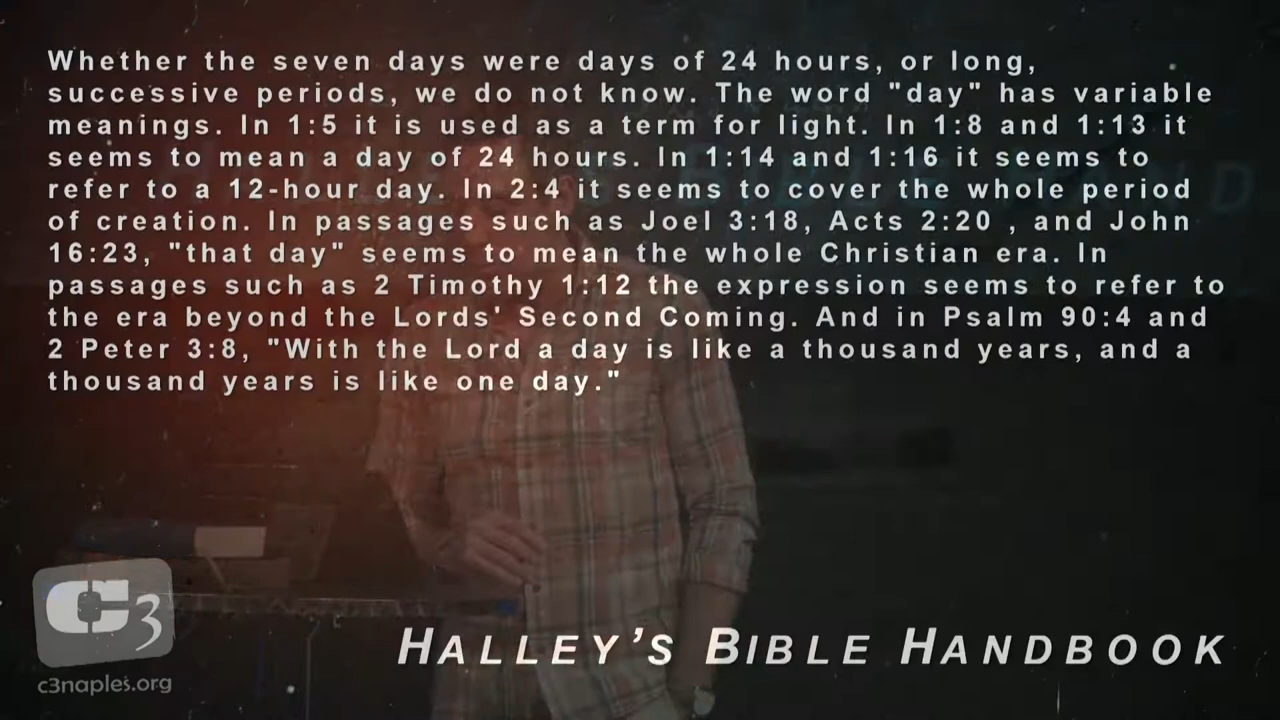 Whether the seven days were days of 24 hours, or long,
successive periods, we do not know. The word "day" has variable
meanings. In 1:5 it is used as a term for light. In 1:8 and 1:13 it
seems to mean a day of 24 hours. In 1:14 and 1:16 it seems to
refer to a 12-hour day. In 2:4 it seems to cover the whole period
of creation. In passages such as Joel 3:18, Acts 2:20 , and John
16:23, "that day" seems to mean the whole Christian era. In
passages such as 2 Timothy 1:12 the expression seems to refer to
the era beyond the Lords' Second Coming. And in Psalm 90:4 and
2 Peter 3:8, "With the Lord a day is like a thousand years, and a
thousand years is like one day."
HALLEY'S BIBLE HANDBOOK
C3
c3naples.org